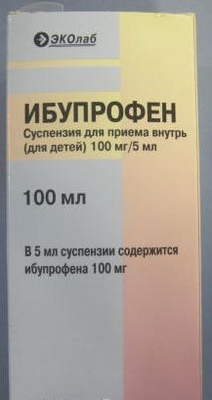 ЭКОлаб
ИБУПРОФЕН
Суспензия для приема внутрь
(для детей) 100 мг/5 мл
100 мл
В 5 мл суспензии содержится
ибупрофена 100 мг